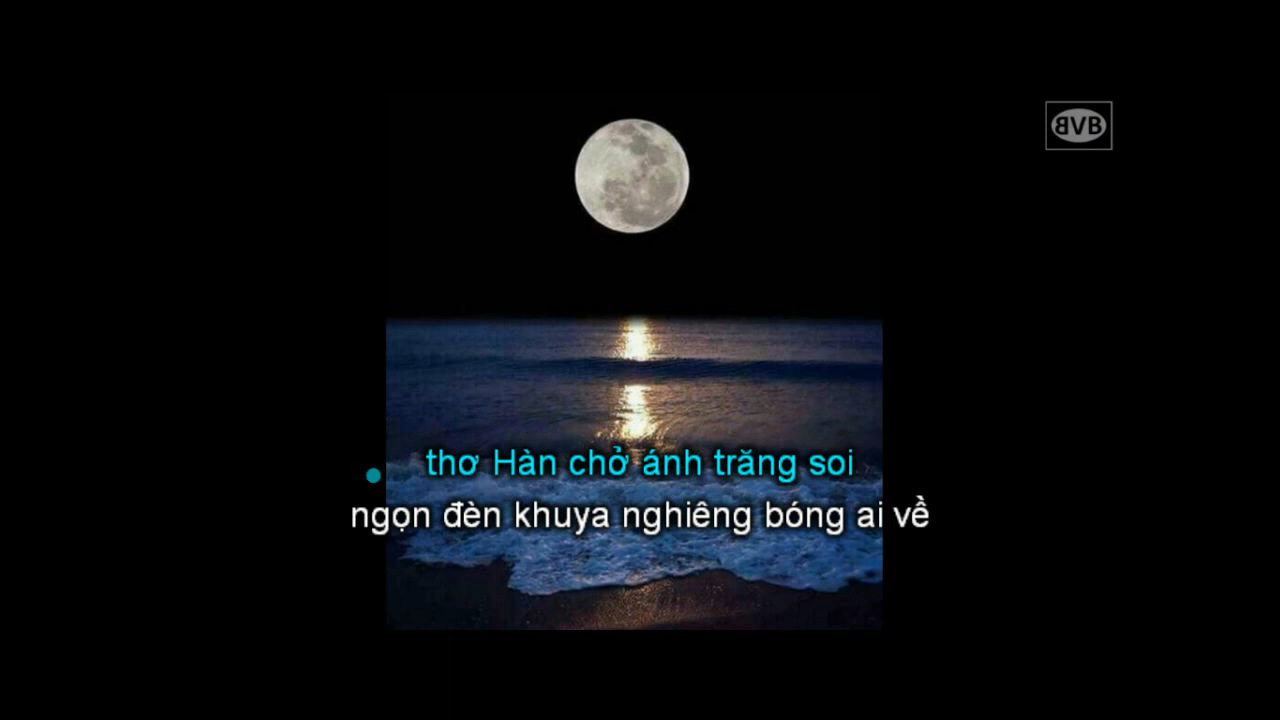 BVB
thơ Hàn chở ánh trăng soi
ngọn đèn khuya nghiêng bóng ai về